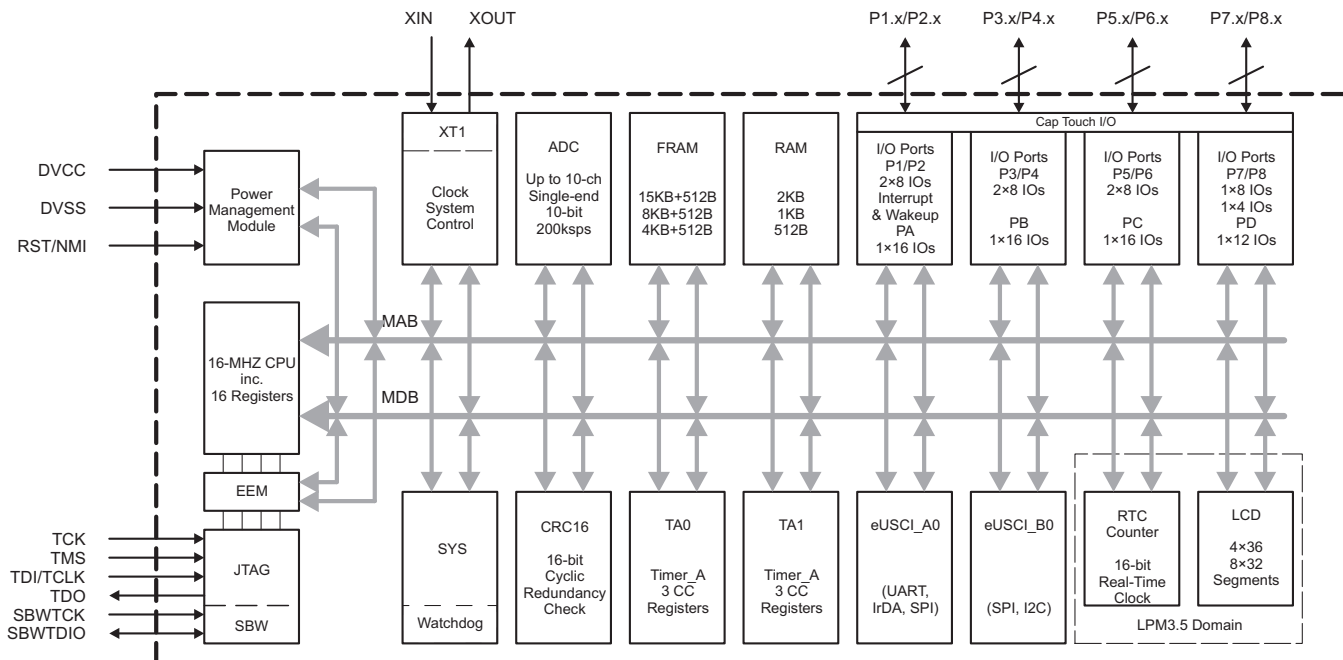 XIN
XOUT
P1.x/P2.x
P3.x/P4.x
P5.x/P6.x
P7.x/P8.x
DVCC
DVSS
RST/NMI
Power
Management
Module
XT1
Clock
System
Control
ADC
Up to 10-ch
Single-end
10-bit
200ksps
FRAM
15KB+512B
8KB+512B
4KB+512B
RAM
2KB
1KB
512B
Cap Touch I/O
I/O Ports
P1/P2
2×8 IOs
Interrupt
& Wakeup
PA
1×16 IOs
I/O Ports
P3/P4
2×8 IOs
PB
1×16 IOs
I/O Ports
P5/P6
2×8 IOs
PC
1×16 IOs
I/O Ports
P7/P8
1×8 IOs
1×4 IOs
PD
1×12 IOs
MAB
16-MHZ CPU
inc.
16 Registers
MDB
EEM
TCK
TMS
TDI/TCLK
TDO
SBWTCK
SBWTDIO
JTAG
SBW
SYS
Watchdog
CRC16
16-bit
Cyclic
Redundancy
Check
TA0
Timer_A
3 CC
Registers
TA1
Timer_A
3 CC
Registers
eUSCI_A0
(UART,
IrDA, SPI)
eUSCI_B0
(SPI, I2C)
RTC
Counter
16-bit
Real-Time
Clock
LCD
4×36
8×32
Segments
LPM3.5 Domain